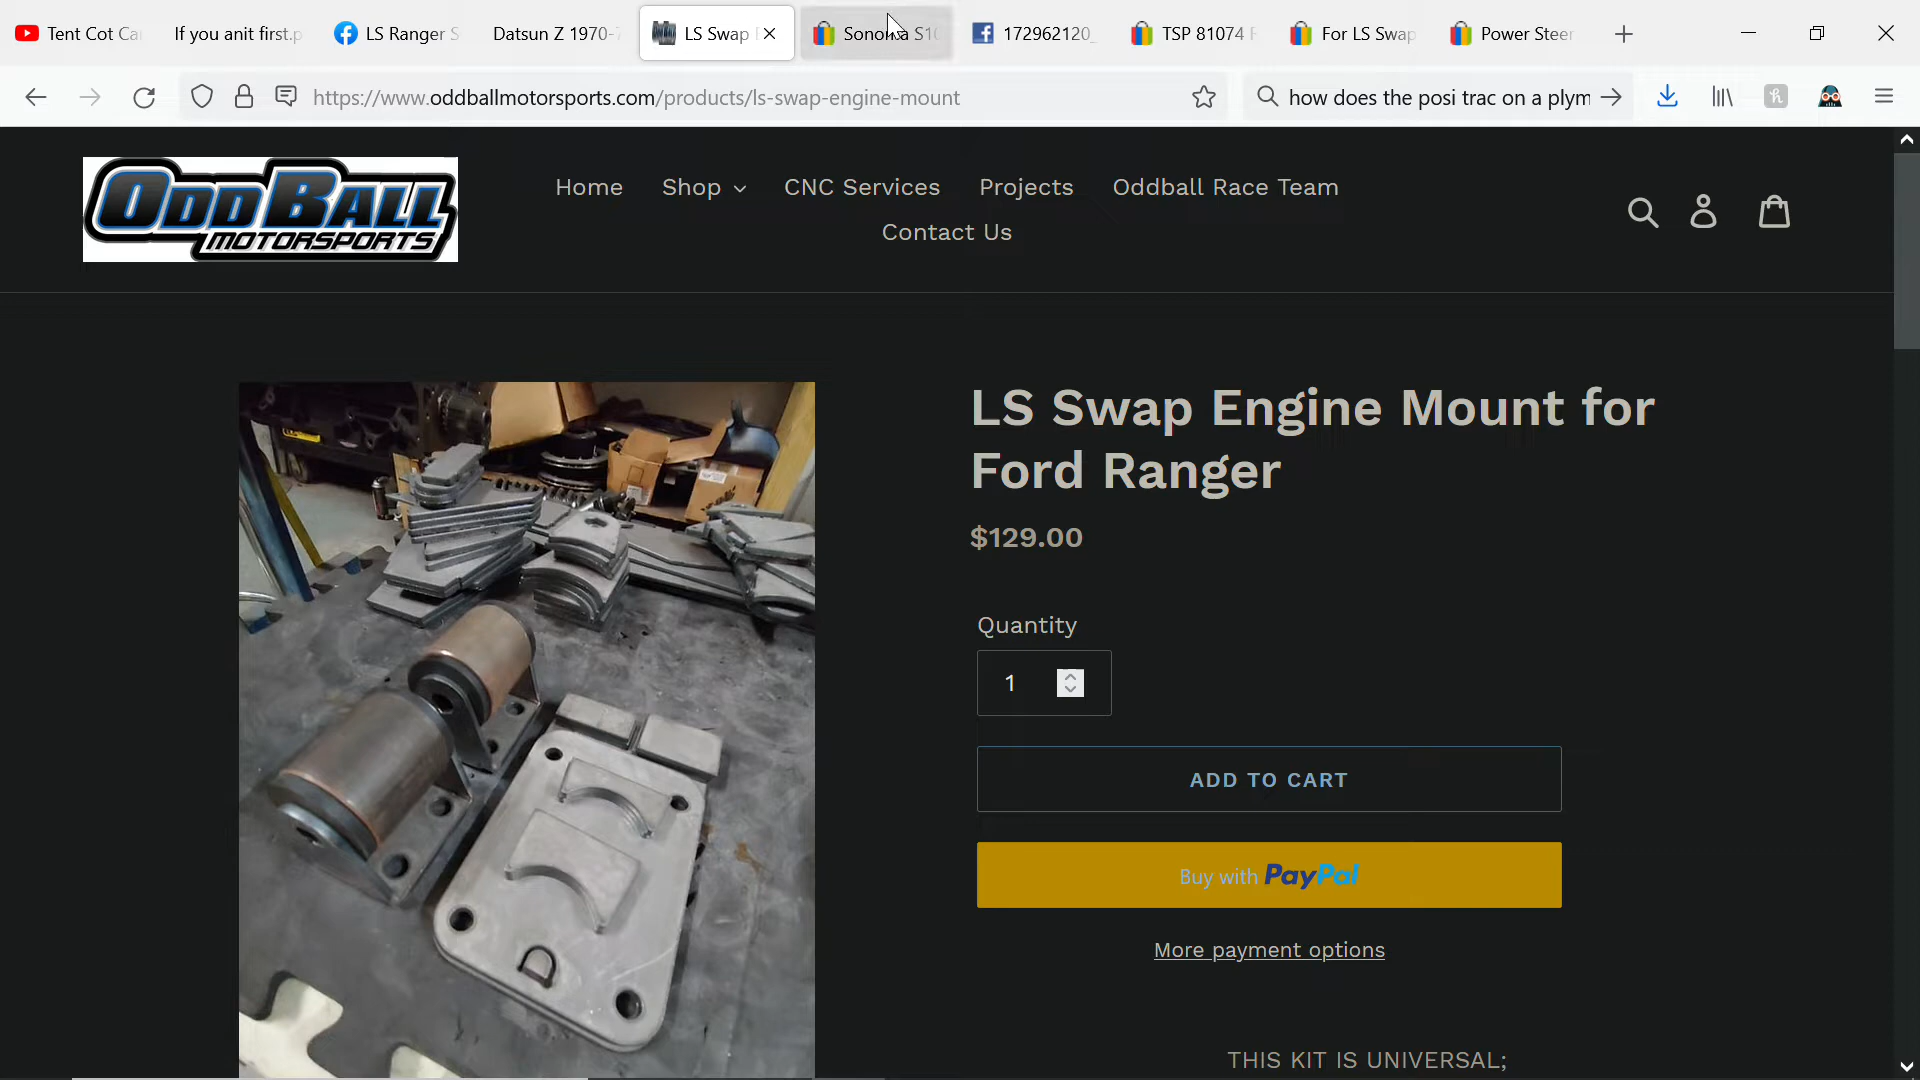 Tent Cot Ca
If you anit first.p
LS Ranger S
Datsun Z 1970-7
LS Swap
Sonoma S10
172962120_
TSP 81074 F
For LS Swap
Power Steer
https://www.oddballmotorsports.com/products/ls-swap-engine-mount
how does the posi trac on a plym
ODDBALL
MOTORSPORTS
Home
Shop
CNC Services
Projects
Oddball Race Team
Contact Us
LS Swap Engine Mount for
Ford Ranger
$129.00
Quantity
1
ADD TO CART
Buy with PayPal
More payment options
THIS KIT IS UNIVERSAL;